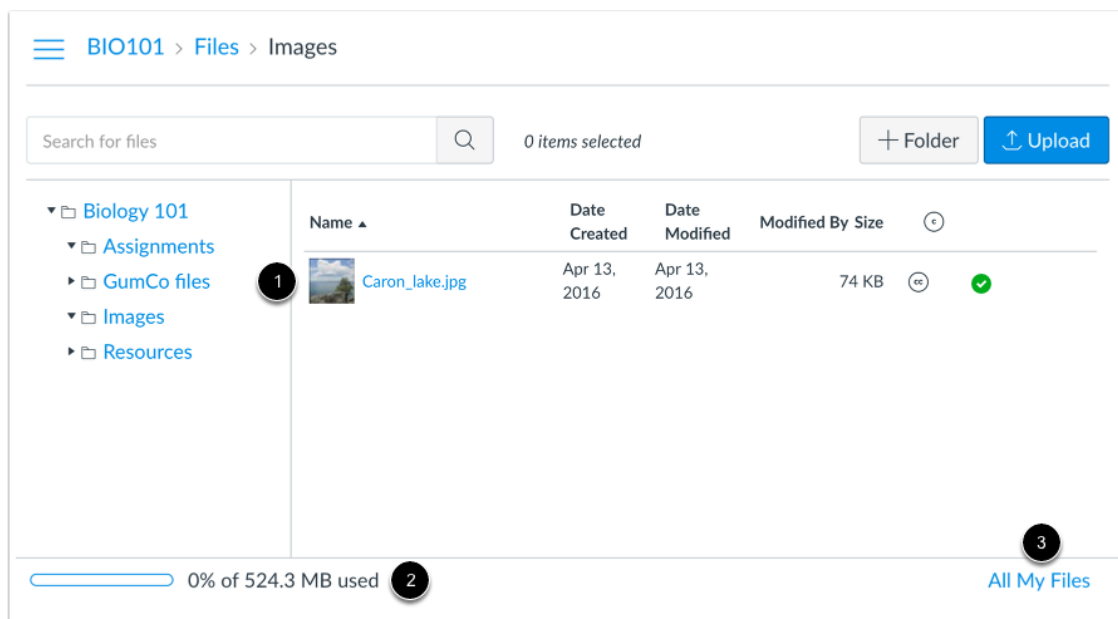 BIO101 > Files > Images
Search for files
0 items selected
+ Folder
Upload
Biology 101
Assignments
GumCo files
Images
Resources
Name
Date Created
Date Modified
Modified By
Size
c
1
Caron_lake.jpg
Apr 13, 2016
Apr 13, 2016
74 KB
cc
0% of 524.3 MB used
2
3
All My Files